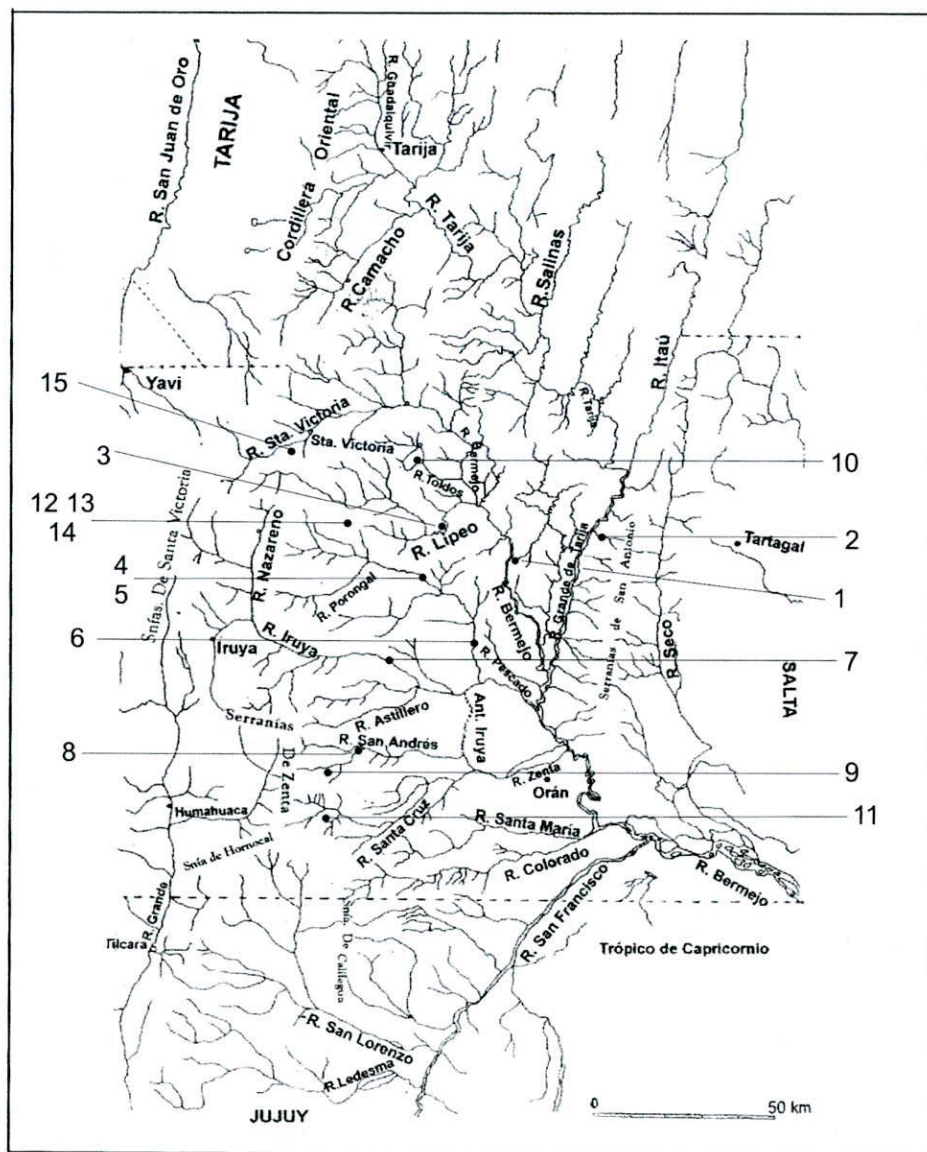 R. San Juan de Oro
TARIJA
Cordillera Oriental
R. Guadalquivir
Tarija
R. Tarija
R. Camacho
R. Salinas
R. Itaú
Yavi
R. Tarija
15
R. Sta. Victoria
Sta. Victoria
R. Bermejo
3
10
R. Toldos
12 13
14
Snías. De Santa Victoria
R. Nazareno
R. Lipeo
R. Grande de Tarija
2
Tartagal
4
5
R. Porongal
1
R. Bermejo
Serranías de San Antonio
6
Iruya
R. Iruya
R. Pescado
7
R. Seco
SALTA
Serranías
De Zenta
R. Astillero
Ant. Iruya
8
R. San Andrés
R. Zenta
9
Orán
Humahuaca
R. Santa Cruz
R. Santa María
11
Snía de Hornocal
R. Colorado
R. Bermejo
R. Grande
Tilcara
Snía. De Calilegua
R. San Francisco
Trópico de Capricornio
R. San Lorenzo
R. Ledesma
JUJUY
0 50 km